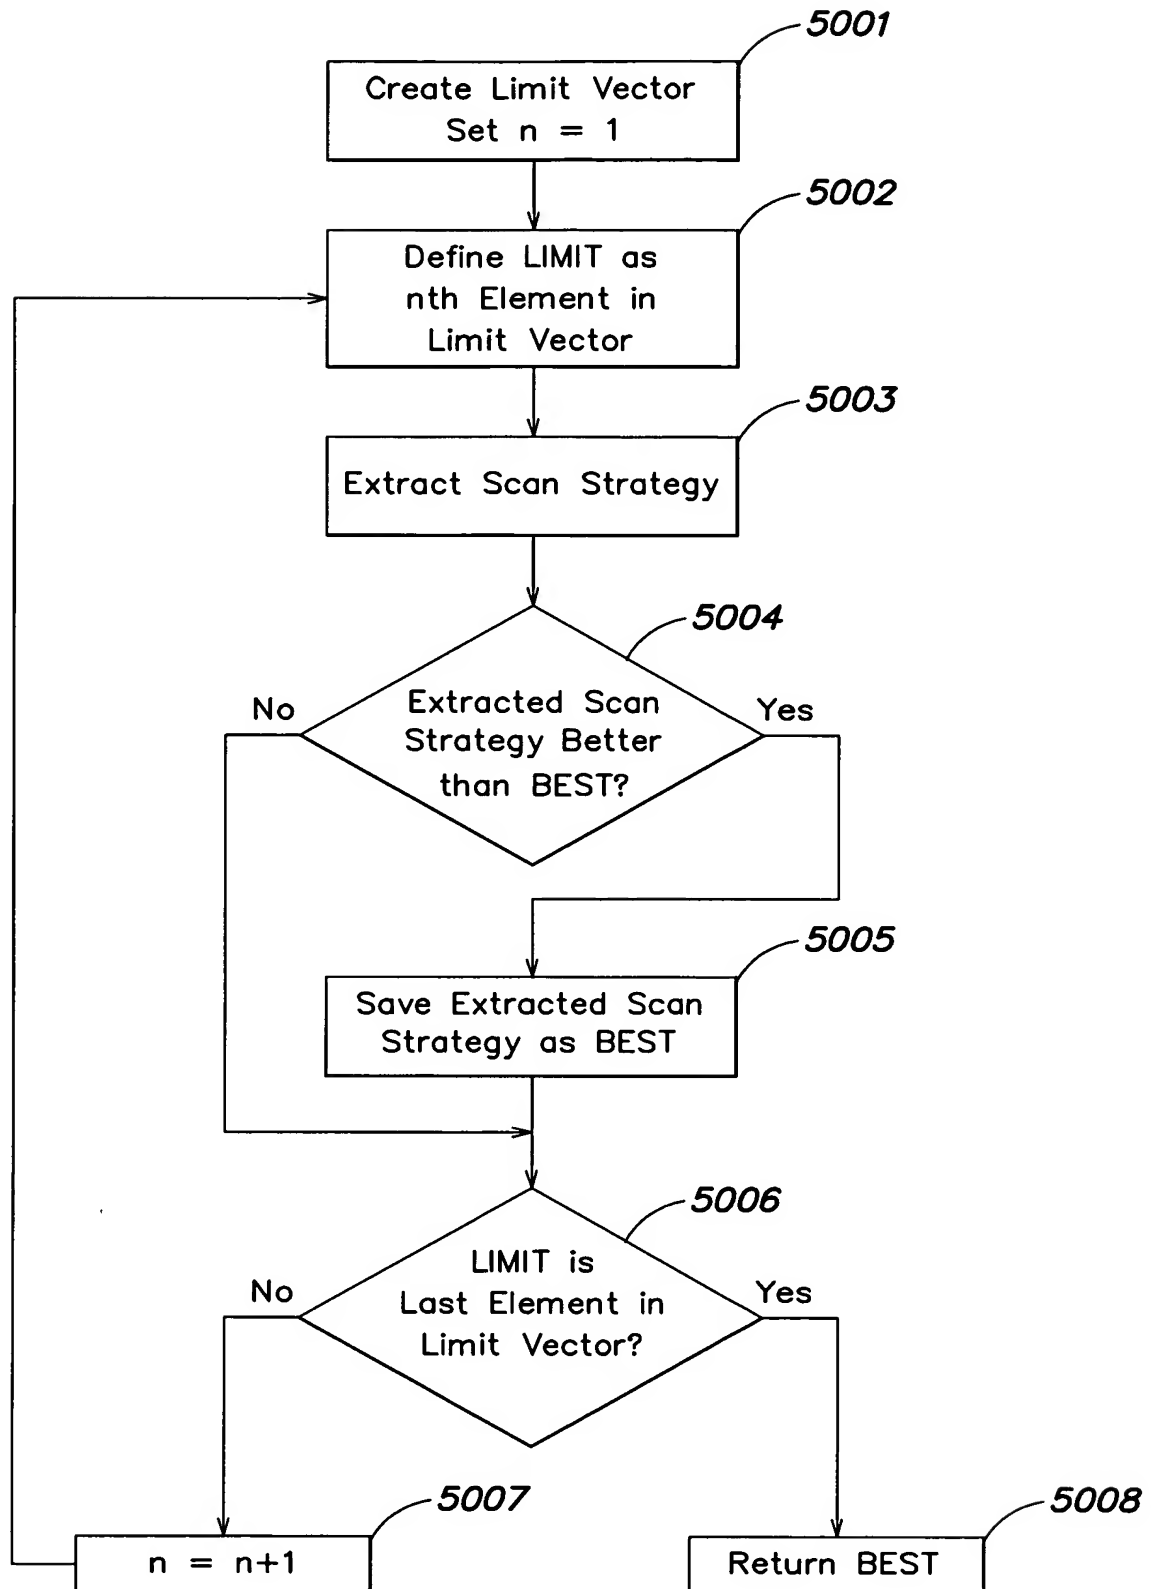 5001
Create Limit Vector
Set n = 1
5002
Define LIMIT as
nth Element in
Limit Vector
5003
Extract Scan Strategy
5004
No
Extracted Scan
Strategy Better
than BEST?
Yes
5005
Save Extracted Scan
Strategy as BEST
5006
No
LIMIT is
Last Element in
Limit Vector?
Yes
5007
n = n+1
5008
Return BEST